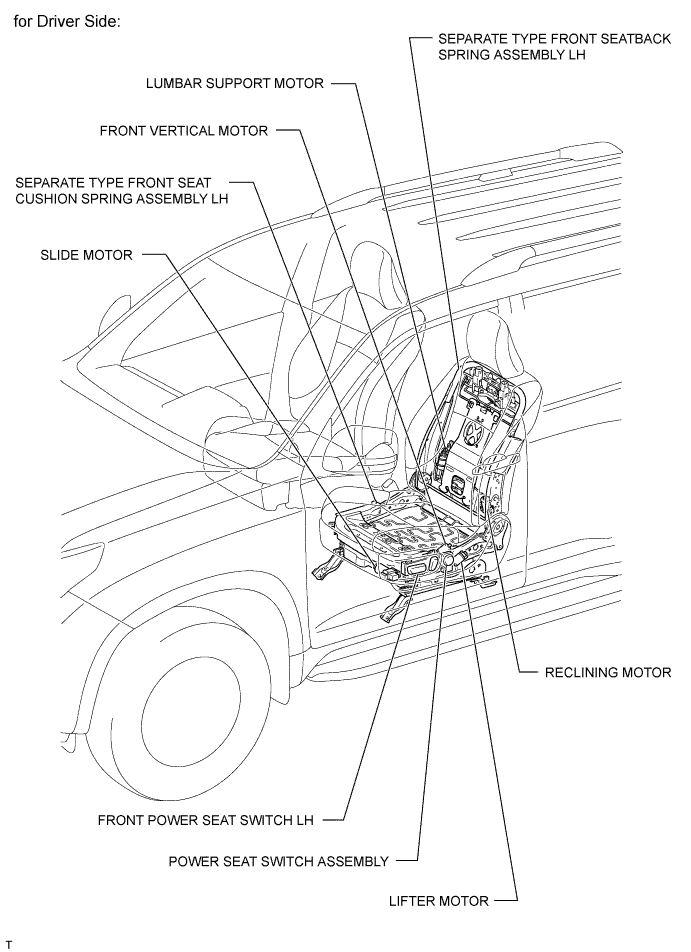 for Driver Side:
SEPARATE TYPE FRONT SEATBACK
SPRING ASSEMBLY LH
LUMBAR SUPPORT MOTOR
FRONT VERTICAL MOTOR
SEPARATE TYPE FRONT SEAT
CUSHION SPRING ASSEMBLY LH
SLIDE MOTOR
RECLINING MOTOR
FRONT POWER SEAT SWITCH LH
POWER SEAT SWITCH ASSEMBLY
LIFTER MOTOR
T